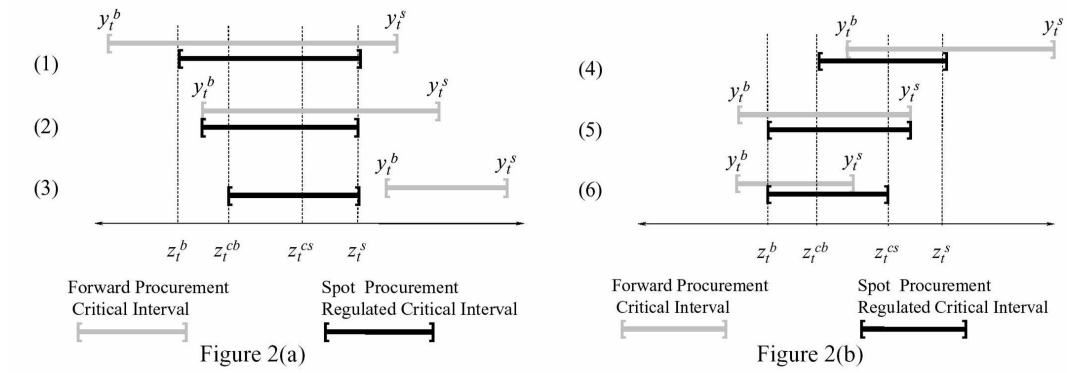 y_t^b y_t^s
(1)
y_t^b y_t^s
(2)
y_t^b y_t^s
(3)
z_t^b z_t^cb z_t^cs z_t^s
Forward Procurement
Critical Interval
Spot Procurement
Regulated Critical Interval
Figure 2(a)
y_t^b y_t^s
(4)
y_t^b y_t^s
(5)
y_t^b y_t^s
(6)
z_t^b z_t^cb z_t^cs z_t^s
Forward Procurement
Critical Interval
Spot Procurement
Regulated Critical Interval
Figure 2(b)